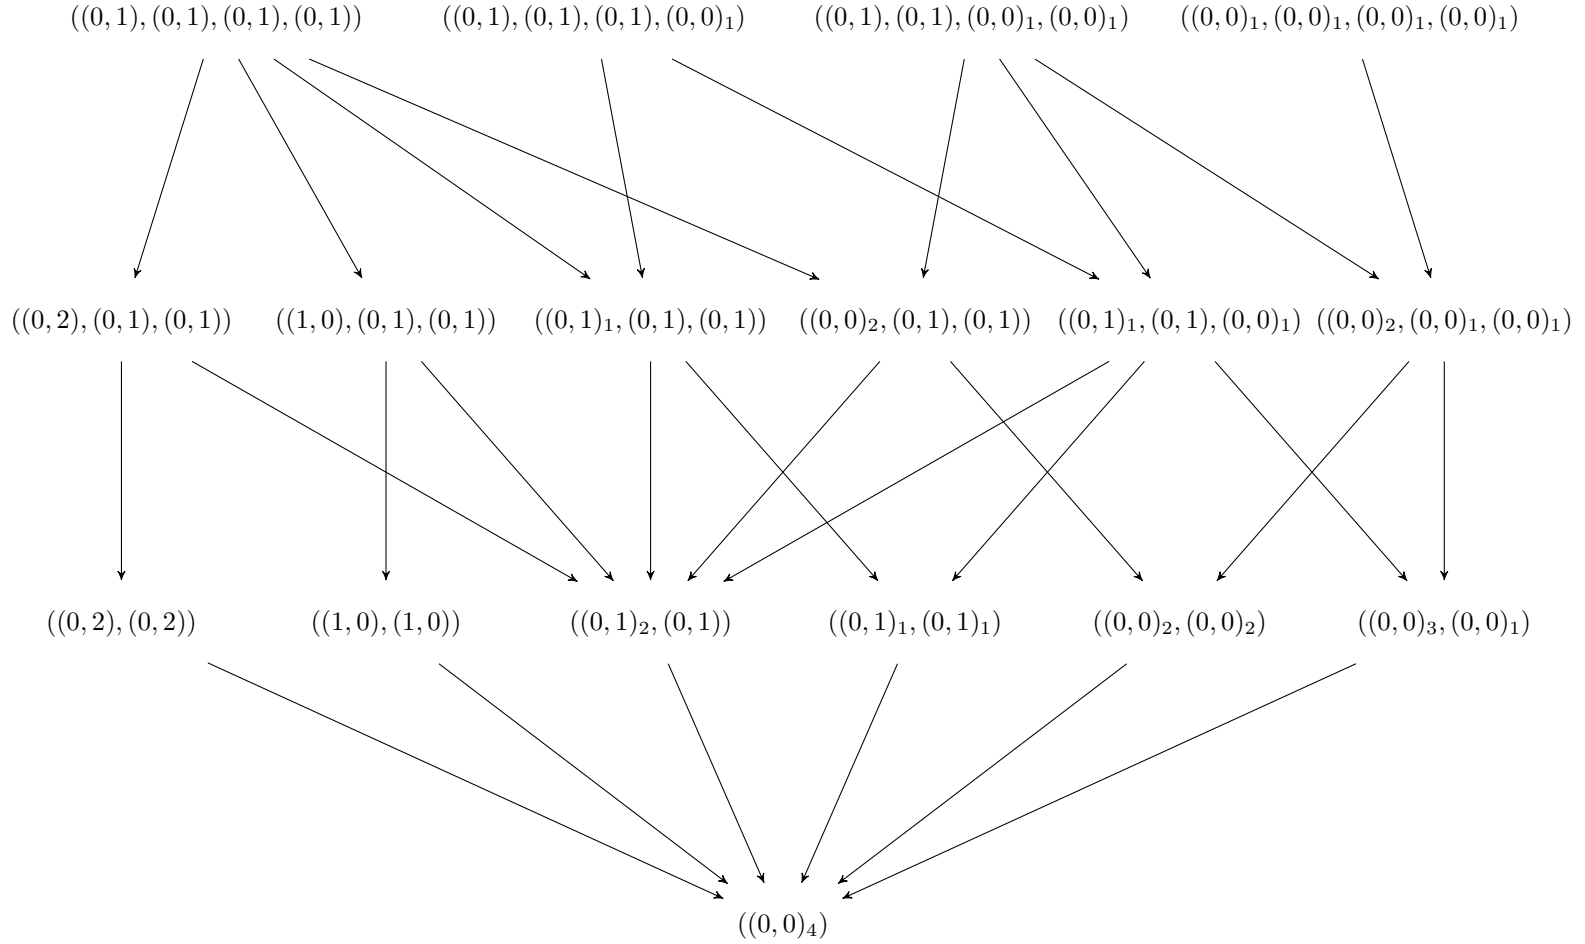 ((0, 1), (0, 1), (0, 1), (0, 1)) ((0, 1), (0, 1), (0, 1), (0, 0)₁) ((0, 1), (0, 1), (0, 0)₁, (0, 0)₁) ((0, 0)₁, (0, 0)₁, (0, 0)₁, (0, 0)₁)
((0, 2), (0, 1), (0, 1)) ((1, 0), (0, 1), (0, 1)) ((0, 1)₁, (0, 1), (0, 1)) ((0, 0)₂, (0, 1), (0, 1)) ((0, 1)₁, (0, 1), (0, 0)₁) ((0, 0)₂, (0, 0)₁, (0, 0)₁)
((0, 2), (0, 2)) ((1, 0), (1, 0)) ((0, 1)₂, (0, 1)) ((0, 1)₁, (0, 1)₁) ((0, 0)₂, (0, 0)₂) ((0, 0)₃, (0, 0)₁)
((0, 0)₄)